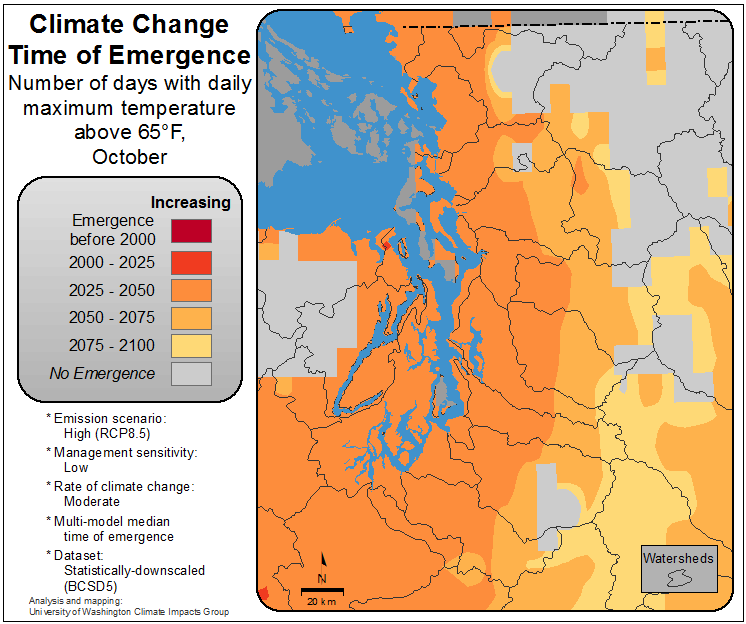 Climate Change
Time of Emergence
Number of days with daily
maximum temperature
above 65°F,
October
Increasing
Emergence
before 2000
2000 - 2025
2025 - 2050
2050 - 2075
2075 - 2100
No Emergence
* Emission scenario:
High (RCP8.5)
* Management sensitivity:
Low
* Rate of climate change:
Moderate
* Multi-model median
time of emergence
* Dataset:
Statistically-downscaled
(BCSD5)
Analysis and mapping:
University of Washington Climate Impacts Group
N
20 km
Watersheds